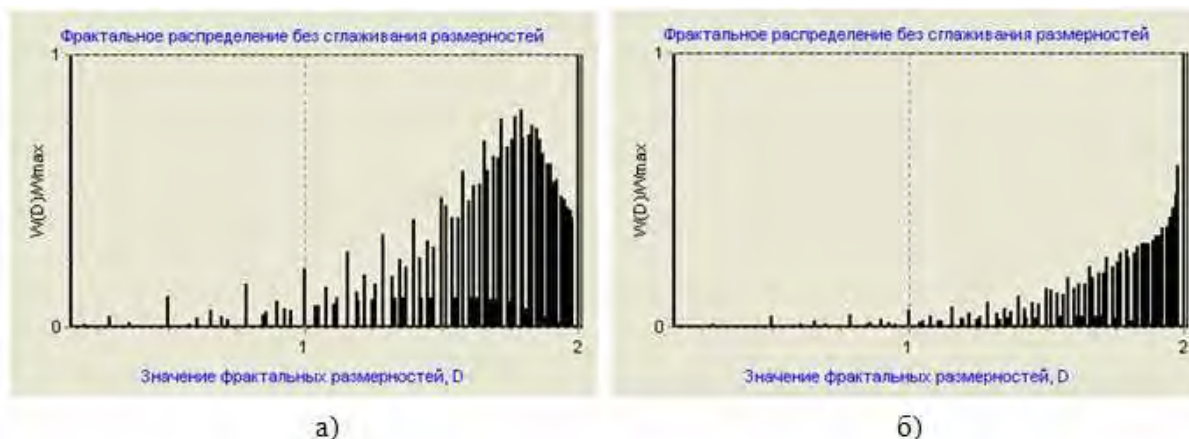 Фрактальное распределение без сглаживания размерностей
1
W(D)/Wmax
0
1
2
Значение фрактальных размерностей, D
а)
Фрактальное распределение без сглаживания размерностей
1
W(D)/Wmax
0
1
2
Значение фрактальных размерностей, D
б)